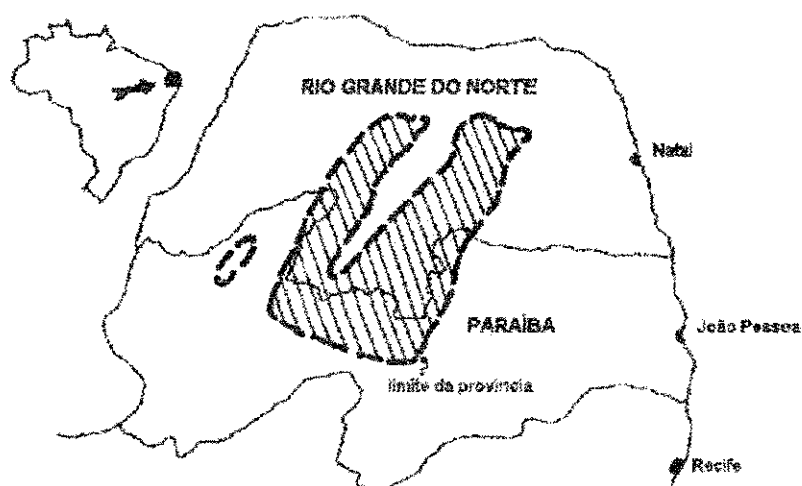 RIO GRANDE DO NORTE
Natal
PARAÍBA
João Pessoa
?
limite da província
Recife